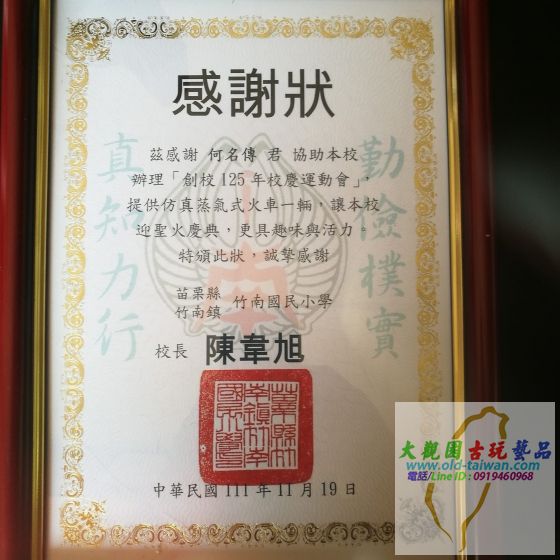 感謝狀
茲感謝 何名傳 君 協助本校
辦理「創校125年校慶運動會」,
提供仿真蒸氣式火車一輛,讓本校
迎聖火慶典,更具趣味與活力。
特頒此狀,誠摯感謝
苗栗縣
竹南鎮
竹南國民小學
校長 陳韋旭
中華民國 111 年 11 月 19 日
真知力行
勤儉樸實
大觀園古玩藝品
www.old-taiwan.com
電話/Line ID : 0919460968